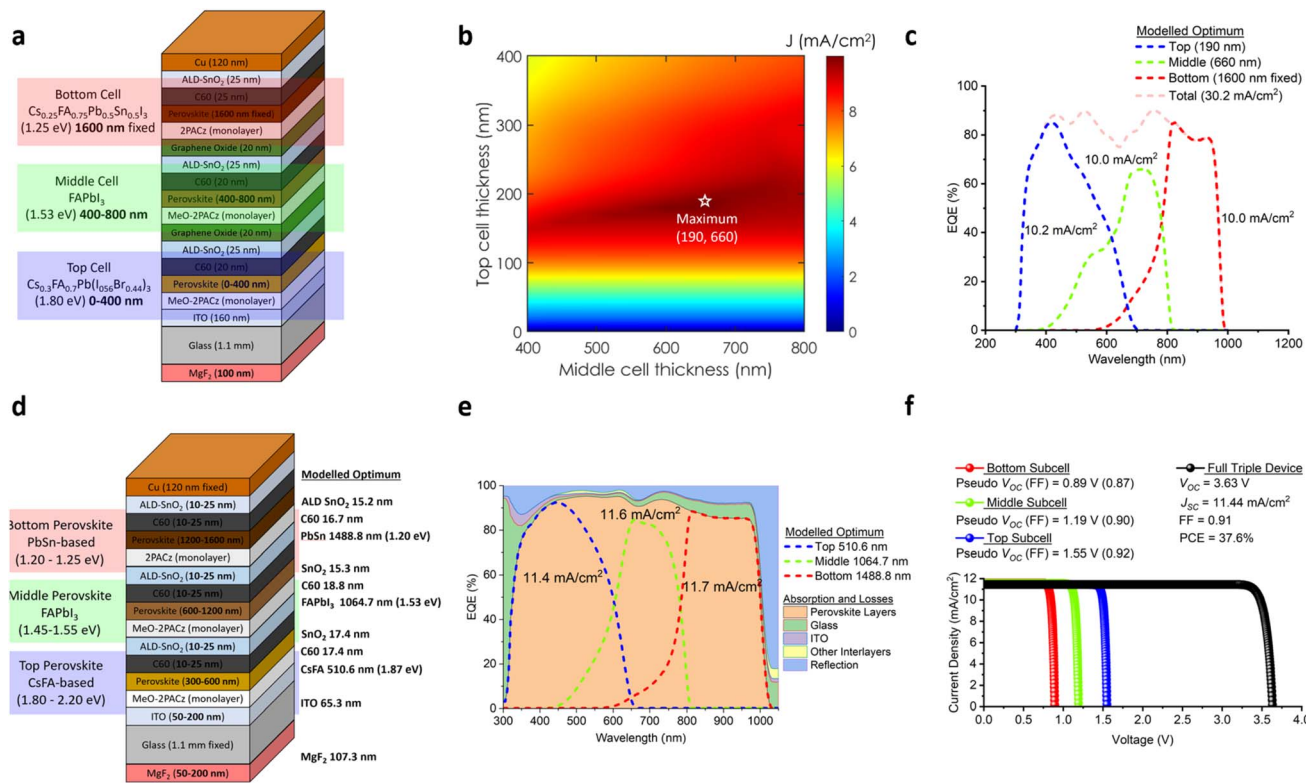 a
Cu (120 nm)
ALD-SnO₂ (25 nm)
C60 (25 nm)
Perovskite (1600 nm fixed)
2PACz (monolayer)
Graphene Oxide (20 nm)
ALD-SnO₂ (25 nm)
C60 (20 nm)
Perovskite (400-800 nm)
MeO-2PACz (monolayer)
Graphene Oxide (20 nm)
ALD-SnO₂ (25 nm)
C60 (20 nm)
Perovskite (0-400 nm)
MeO-2PACz (monolayer)
ITO (160 nm)
Glass (1.1 mm)
MgF₂ (100 nm)
Bottom Cell
Cs₀.₂₅FA₀.₇₅Pb₀.₅Sn₀.₅I₃
(1.25 eV) 1600 nm fixed
Middle Cell
FAPbI₃
(1.53 eV) 400-800 nm
Top Cell
Cs₀.₃FA₀.₇Pb(I₀₅₆Br₀.₄₄)₃
(1.80 eV) 0-400 nm
b
J (mA/cm²)
400
300
200
100
0
Top cell thickness (nm)
Maximum
(190, 660)
400
500
600
700
800
Middle cell thickness (nm)
8
6
4
2
0
c
Modelled Optimum
Top (190 nm)
Middle (660 nm)
Bottom (1600 nm fixed)
Total (30.2 mA/cm²)
100
80
60
40
20
0
EQE (%)
10.0 mA/cm²
10.2 mA/cm²
10.0 mA/cm²
200
400
600
800
1000
1200
Wavelength (nm)
d
Cu (120 nm fixed)
ALD-SnO₂ (10-25 nm)
C60 (10-25 nm)
Perovskite (1200-1600 nm)
2PACz (monolayer)
ALD-SnO₂ (10-25 nm)
C60 (10-25 nm)
Perovskite (600-1200 nm)
MeO-2PACz (monolayer)
ALD-SnO₂ (10-25 nm)
C60 (10-25 nm)
Perovskite (300-600 nm)
MeO-2PACz (monolayer)
ITO (50-200 nm)
Glass (1.1 mm fixed)
MgF₂ (50-200 nm)
Bottom Perovskite
PbSn-based
(1.20 - 1.25 eV)
Middle Perovskite
FAPbI₃
(1.45-1.55 eV)
Top Perovskite
CsFA-based
(1.80 - 2.20 eV)
Modelled Optimum
ALD SnO₂ 15.2 nm
C60 16.7 nm
PbSn 1488.8 nm (1.20 eV)
SnO₂ 15.3 nm
C60 18.8 nm
FAPbI₃ 1064.7 nm (1.53 eV)
SnO₂ 17.4 nm
C60 17.4 nm
CsFA 510.6 nm (1.87 eV)
ITO 65.3 nm
MgF₂ 107.3 nm
e
100
80
60
40
20
0
EQE (%)
11.6 mA/cm²
11.4 mA/cm²
11.7 mA/cm²
300
400
500
600
700
800
900
1000
Wavelength (nm)
Modelled Optimum
Top 510.6 nm
Middle 1064.7 nm
Bottom 1488.8 nm
Absorption and Losses
Perovskite Layers
Glass
ITO
Other Interlayers
Reflection
f
Bottom Subcell
Pseudo V_OC (FF) = 0.89 V (0.87)
Middle Subcell
Pseudo V_OC (FF) = 1.19 V (0.90)
Top Subcell
Pseudo V_OC (FF) = 1.55 V (0.92)
Full Triple Device
V_OC = 3.63 V
J_SC = 11.44 mA/cm²
FF = 0.91
PCE = 37.6%
12
10
8
6
4
2
0
Current Density (mA/cm²)
0.0
0.5
1.0
1.5
2.0
2.5
3.0
3.5
4.0
Voltage (V)